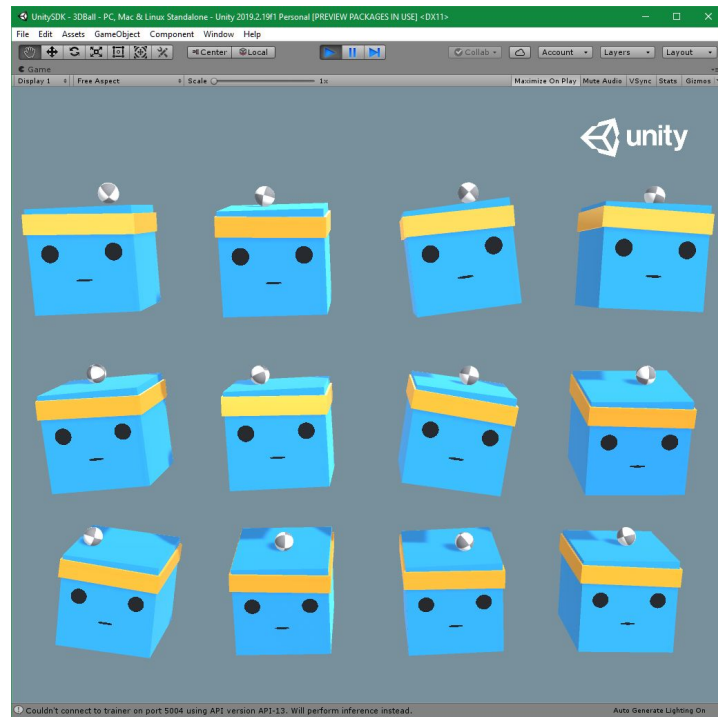 UnitySDK - 3DBall - PC, Mac & Linux Standalone - Unity 2019.2.19f1 Personal [PREVIEW PACKAGES IN USE] <DX11>
File Edit Assets GameObject Component Window Help
Center Local Collab Account Layers Layout
Game
Display 1 Free Aspect Scale 1x Maximize On Play Mute Audio VSync Stats Gizmos
unity
Couldn't connect to trainer on port 5004 using API version API-13. Will perform inference instead. Auto Generate Lighting On